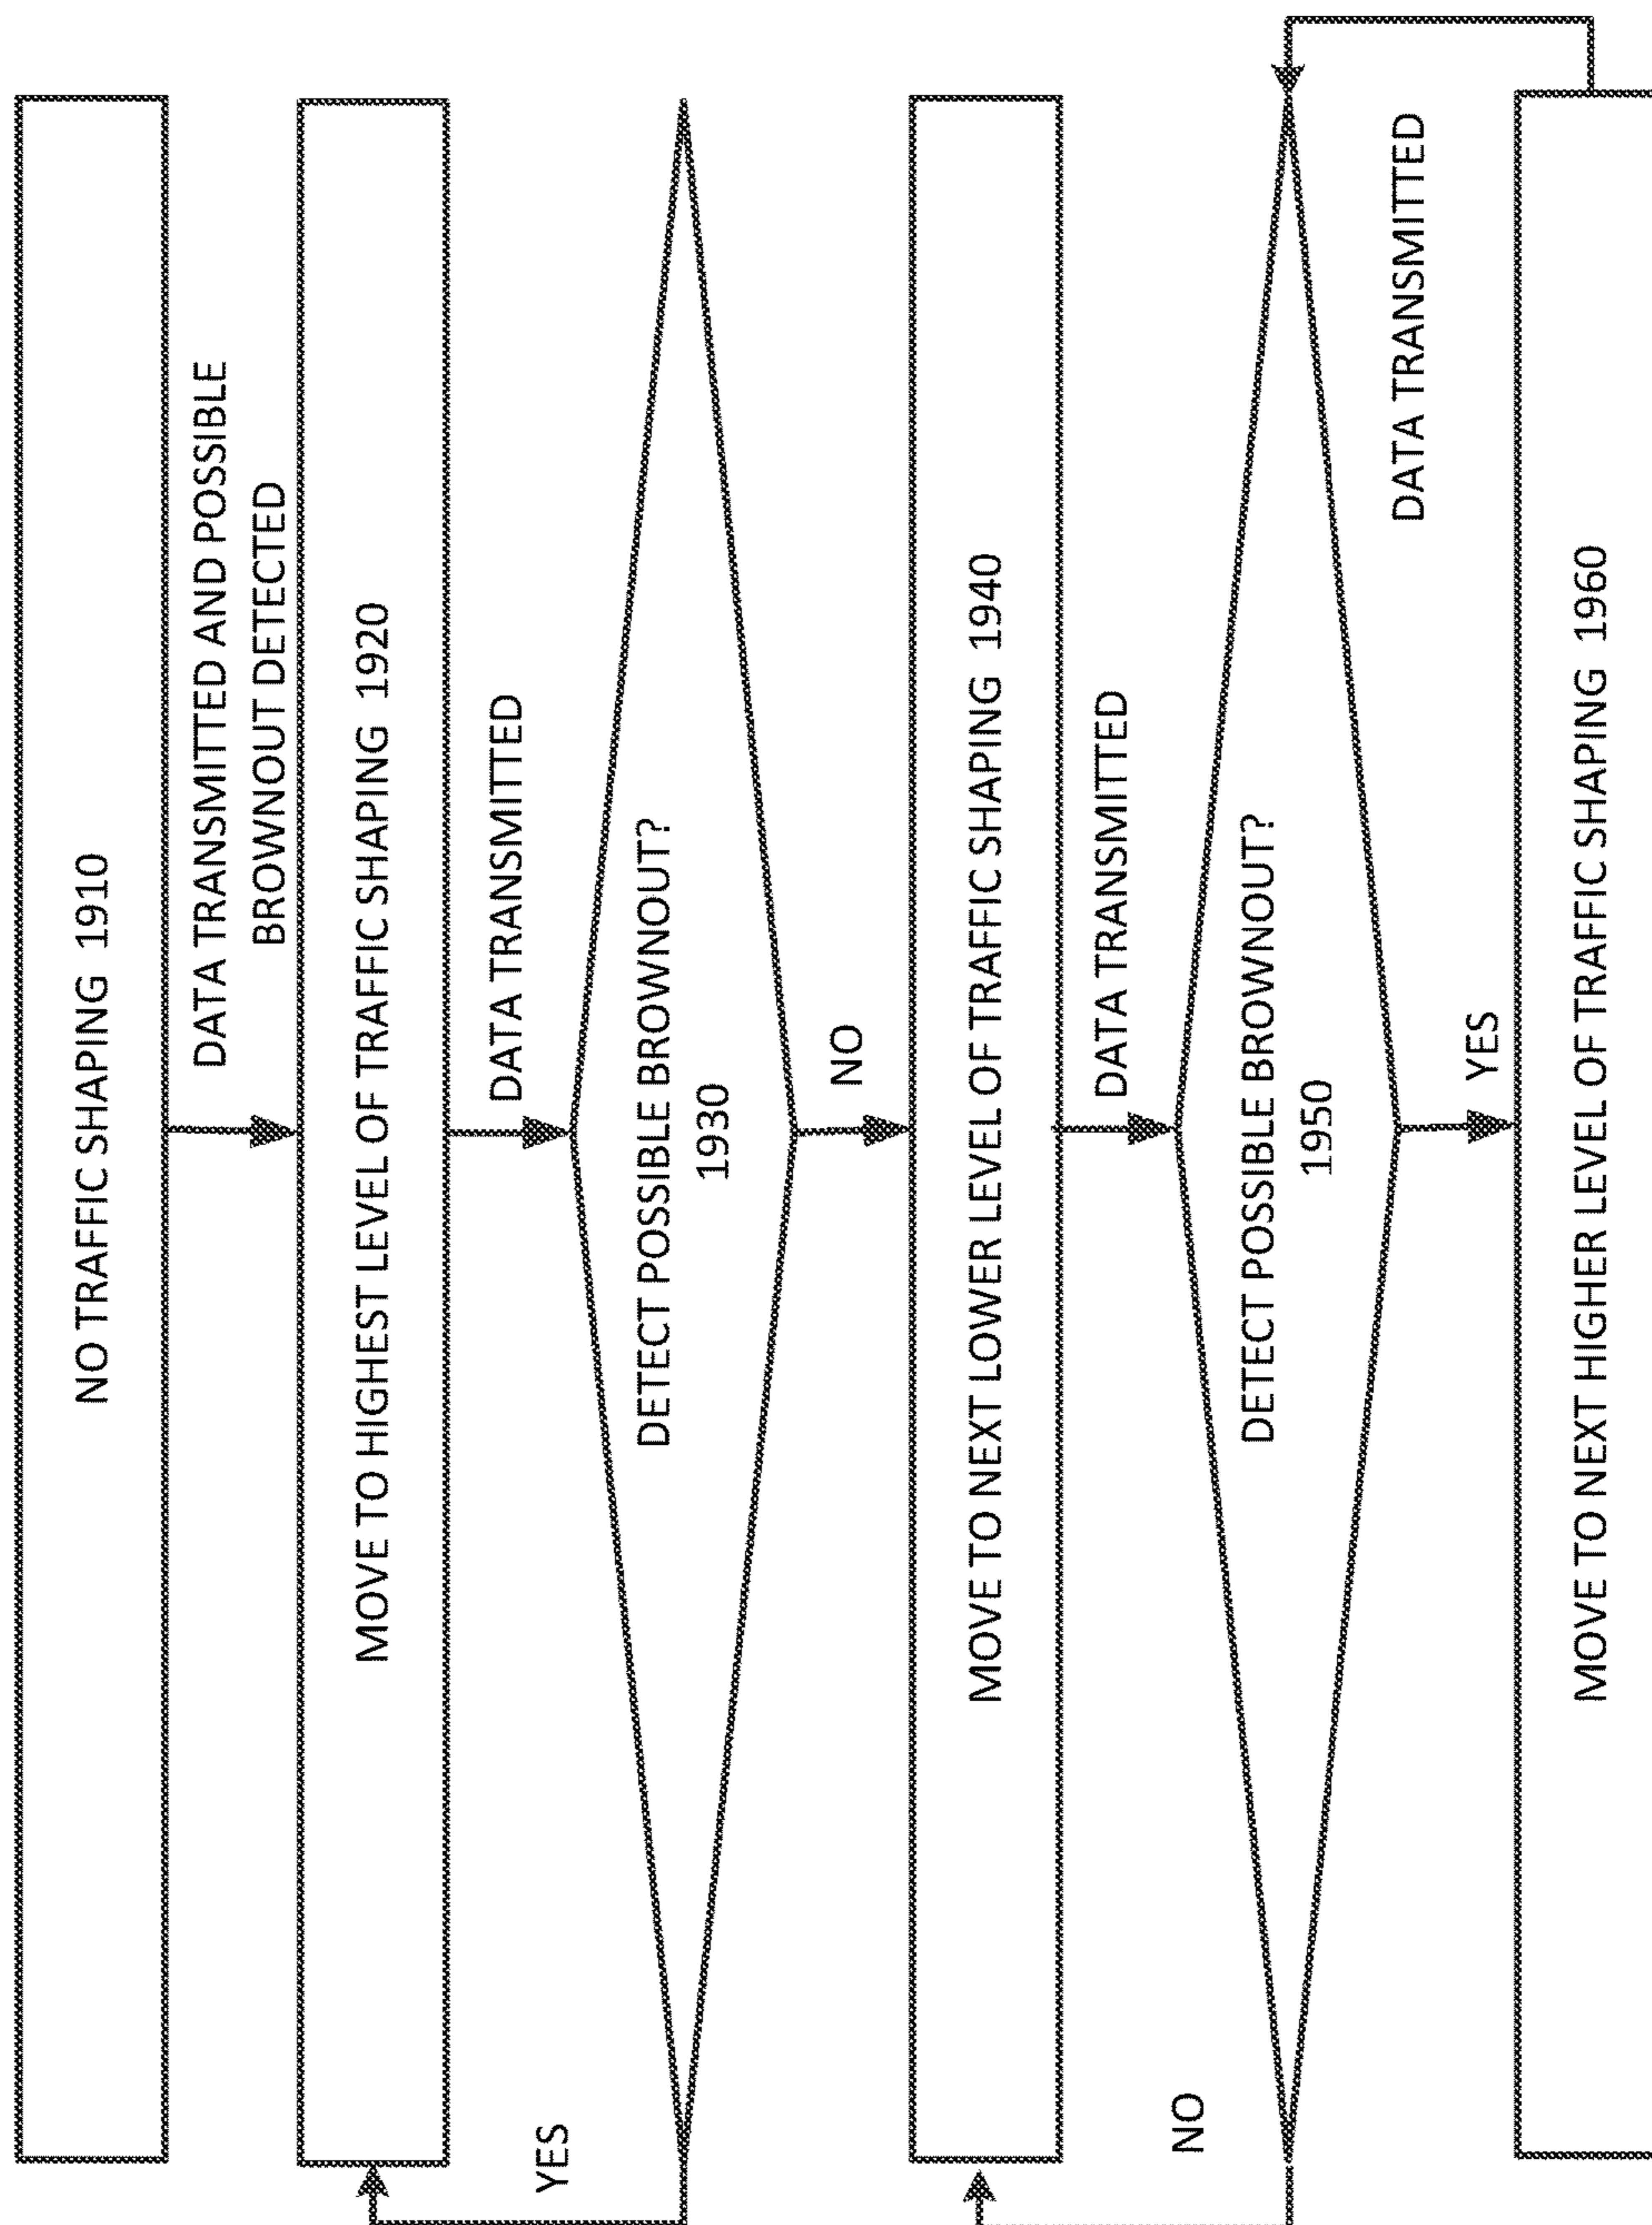 NO TRAFFIC SHAPING 1910
DATA TRANSMITTED AND POSSIBLE
BROWNOUT DETECTED
MOVE TO HIGHEST LEVEL OF TRAFFIC SHAPING 1920
DATA TRANSMITTED
YES
DETECT POSSIBLE BROWNOUT?
1930
NO
MOVE TO NEXT LOWER LEVEL OF TRAFFIC SHAPING 1940
DATA TRANSMITTED
NO
DETECT POSSIBLE BROWNOUT?
1950
DATA TRANSMITTED
YES
MOVE TO NEXT HIGHER LEVEL OF TRAFFIC SHAPING 1960